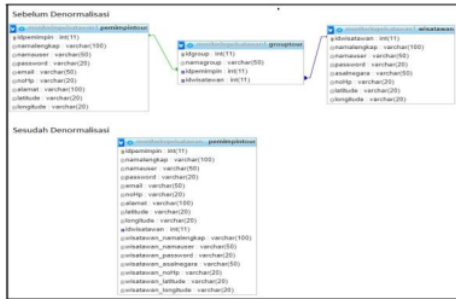 Sebelum Denormalisasi
pemimpintour
idpemimpin : int(11)
namalengkap : varchar(100)
namauser : varchar(50)
password : varchar(20)
email : varchar(50)
noHp : varchar(20)
alamat : varchar(100)
latitude : varchar(20)
longitude : varchar(20)
grouptour
idgroup : int(11)
namagroup : varchar(50)
idpemimpin : int(11)
idwisatawan : int(11)
wisatawan
idwisatawan : int(11)
namalengkap : varchar(100)
namauser : varchar(50)
password : varchar(20)
asalnegara : varchar(50)
noHp : varchar(20)
latitude : varchar(20)
longitude : varchar(20)
Sesudah Denormalisasi
pemimpintour
idpemimpin : int(11)
namalengkap : varchar(100)
namauser : varchar(50)
password : varchar(20)
email : varchar(50)
noHp : varchar(20)
alamat : varchar(100)
latitude : varchar(20)
longitude : varchar(20)
idwisatawan : int(11)
wisatawan_namalengkap : varchar(100)
wisatawan_namauser : varchar(50)
wisatawan_password : varchar(20)
wisatawan_asalnegara : varchar(50)
wisatawan_noHp : varchar(20)
wisatawan_latitude : varchar(20)
wisatawan_longitude : varchar(20)